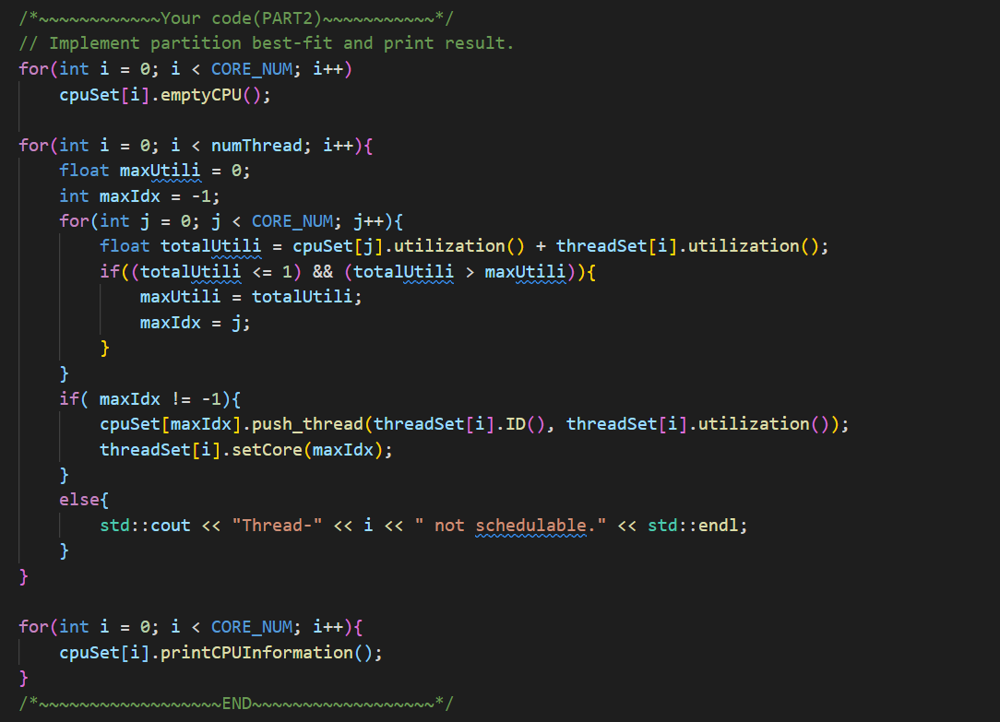 /*~~~~~~~~~~~~Your code(PART2)~~~~~~~~~~~*/
// Implement partition best-fit and print result.
for(int i = 0; i < CORE_NUM; i++)
    cpuSet[i].emptyCPU();

for(int i = 0; i < numThread; i++){
    float maxUtili = 0;
    int maxIdx = -1;
    for(int j = 0; j < CORE_NUM; j++){
        float totalUtili = cpuSet[j].utilization() + threadSet[i].utilization();
        if((totalUtili <= 1) && (totalUtili > maxUtili)){
            maxUtili = totalUtili;
            maxIdx = j;
        }
    }
    if( maxIdx != -1){
        cpuSet[maxIdx].push_thread(threadSet[i].ID(), threadSet[i].utilization());
        threadSet[i].setCore(maxIdx);
    }
    else{
        std::cout << "Thread-" << i << " not schedulable." << std::endl;
    }
}

for(int i = 0; i < CORE_NUM; i++){
    cpuSet[i].printCPUInformation();
}
/*~~~~~~~~~~~~~~~~~~END~~~~~~~~~~~~~~~~~~*/